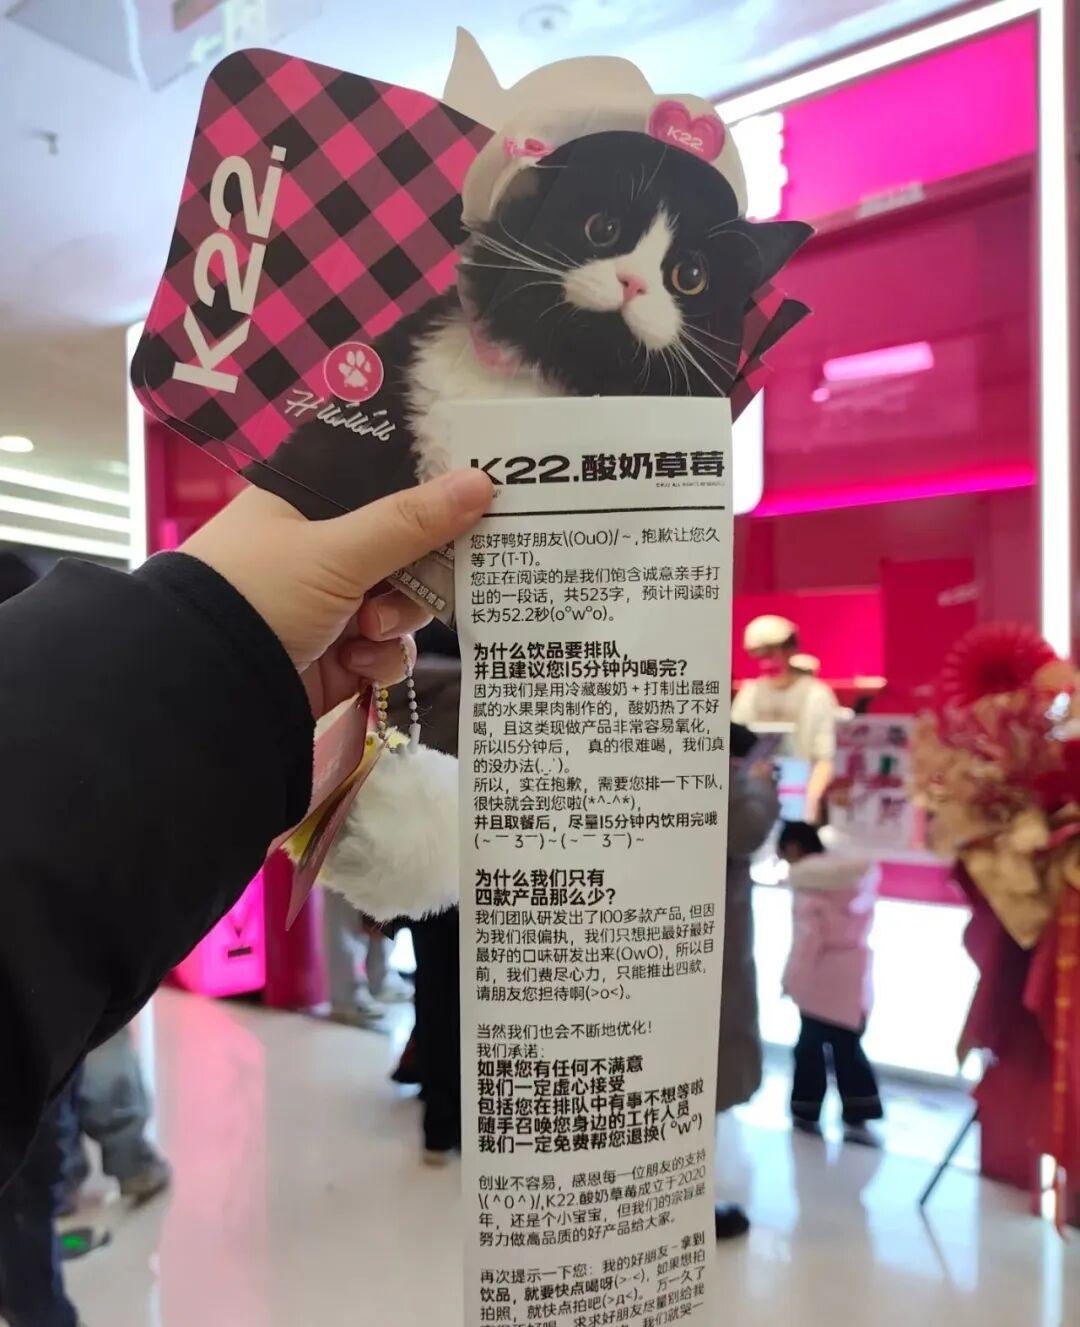 K22.
K22.
Hüíüíüíü
K22.酸奶草莓
您好鸭好朋友\(OuO)/~,抱歉让您久
等了(T-T)。
您正在阅读的是我们饱含诚意亲手打
出的一段话，共523字，预计阅读时
长为52.2秒(o°w°o)。
为什么饮品要排队，
并且建议您15分钟内喝完？
因为我们是用冷藏酸奶+打制出最细
腻的水果果肉制作的，酸奶热了不好
喝，且这类现做产品非常容易氧化，
所以15分钟后， 真的很难喝，我们真
的没办法(._.`)。
所以，实在抱歉，需要您排一下下队，
很快就会到您啦(*^-^*)，
并且取餐后，尽量15分钟内饮用完哦
(~￣3￣)~(~￣3￣)~
为什么我们只有
四款产品那么少？
我们团队研发出了100多款产品,但因
为我们很偏执，我们只想把最好最好
最好的口味研发出来(OwO)，所以目
前，我们费尽心力，只能推出四款，
请朋友您担待啊(>o<)。
当然我们也会不断地优化！
我们承诺：
如果您有任何不满意
我们一定虚心接受
包括您在排队中有事不想等啦
随手召唤您身边的工作人员
我们一定免费帮您退换(°w°)
创业不容易，感恩每一位朋友的支持
\(^O^)/,K22.酸奶草莓成立于2020
年，还是个小宝宝，但我们的宗旨是
努力做高品质的好产品给大家。
再次提示一下您：我的好朋友-拿到
饮品，就要快点喝呀(>·<)，如果想拍
拍照，就快点拍吧(>д<)。万一久了
求求好朋友尽量别给我
我们就哭一